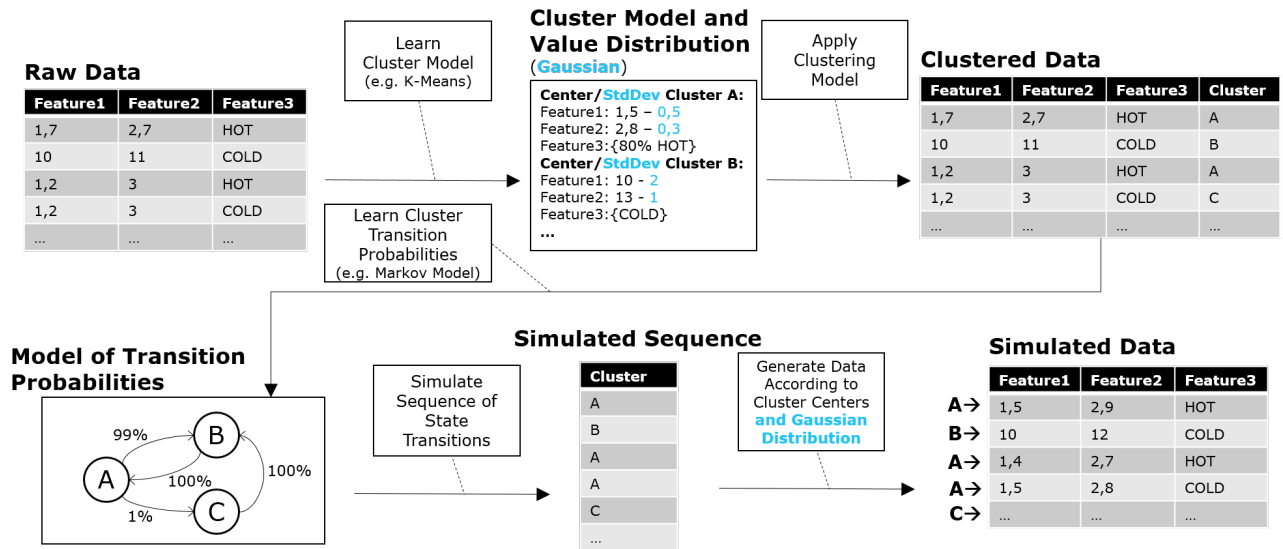 Raw Data
Feature1 Feature2 Feature3
1,7 2,7 HOT
10 11 COLD
1,2 3 HOT
1,2 3 COLD
... ... ...
Learn
Cluster Model
(e.g. K-Means)
Cluster Model and
Value Distribution
(Gaussian)
Center/StdDev Cluster A:
Feature1: 1,5 – 0,5
Feature2: 2,8 – 0,3
Feature3:{80% HOT}
Center/StdDev Cluster B:
Feature1: 10 - 2
Feature2: 13 - 1
Feature3:{COLD}
...
Apply
Clustering
Model
Clustered Data
Feature1 Feature2 Feature3 Cluster
1,7 2,7 HOT A
10 11 COLD B
1,2 3 HOT A
1,2 3 COLD C
... ... ... ...
Learn Cluster
Transition
Probabilities
(e.g. Markov Model)
Model of Transition
Probabilities
99%
B
A
100%
100%
C
1%
Simulate
Sequence of
State
Transitions
Simulated Sequence
Cluster
A
B
A
A
C
...
Generate Data
According to
Cluster Centers
and Gaussian
Distribution
Simulated Data
Feature1 Feature2 Feature3
A→ 1,5 2,9 HOT
B→ 10 12 COLD
A→ 1,4 2,7 HOT
A→ 1,5 2,8 COLD
C→ ... ... ...